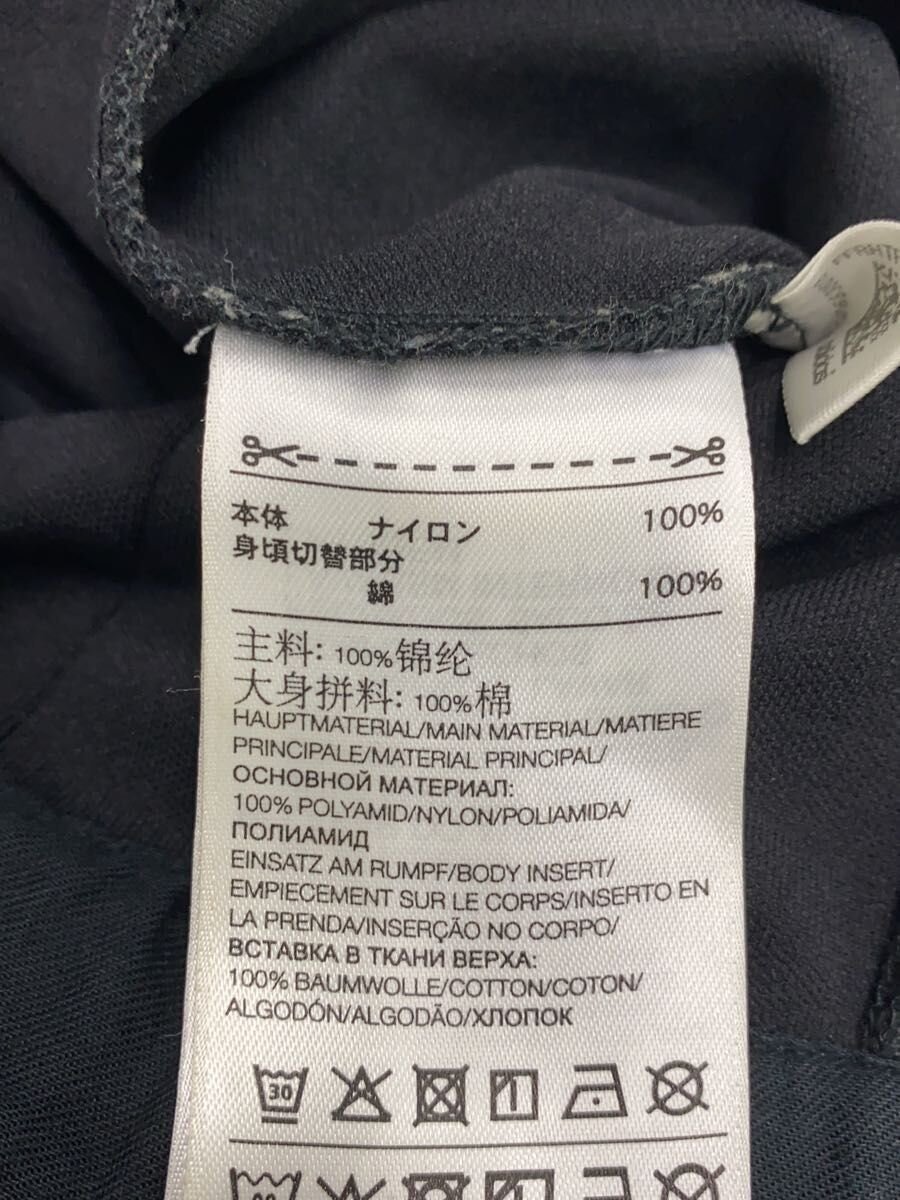 本体 ナイロン 100%
身頃切替部分
綿 100%
主料: 100%锦纶
大身拼料: 100%棉
HAUPTMATERIAL/MAIN MATERIAL/MATIERE
PRINCIPALE/MATERIAL PRINCIPAL/
ОСНОВНОЙ МАТЕРИАЛ:
100% POLYAMID/NYLON/POLIAMIDA/
ПОЛИАМИД
EINSATZ AM RUMPF/BODY INSERT/
EMPIECEMENT SUR LE CORPS/INSERTO EN
LA PRENDA/INSERÇÃO NO CORPO/
ВСТАВКА В ТКАНИ ВЕРХА:
100% BAUMWOLLE/COTTON/COTON/
ALGODÓN/ALGODÃO/ХЛОПОК
30